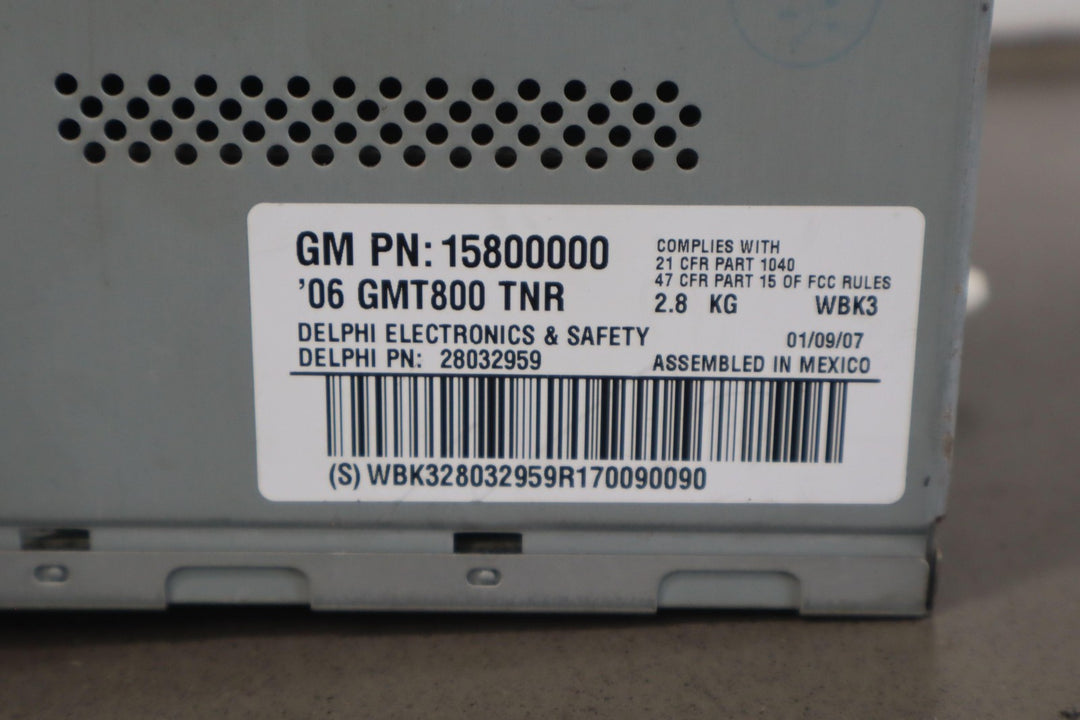 GM PN: 15800000
'06 GMT800 TNR
DELPHI ELECTRONICS & SAFETY
DELPHI PN: 28032959
COMPLIES WITH
21 CFR PART 1040
47 CFR PART 15 OF FCC RULES
2.8 KG WBK3
01/09/07
ASSEMBLED IN MEXICO
(S) WBK328032959R170090090